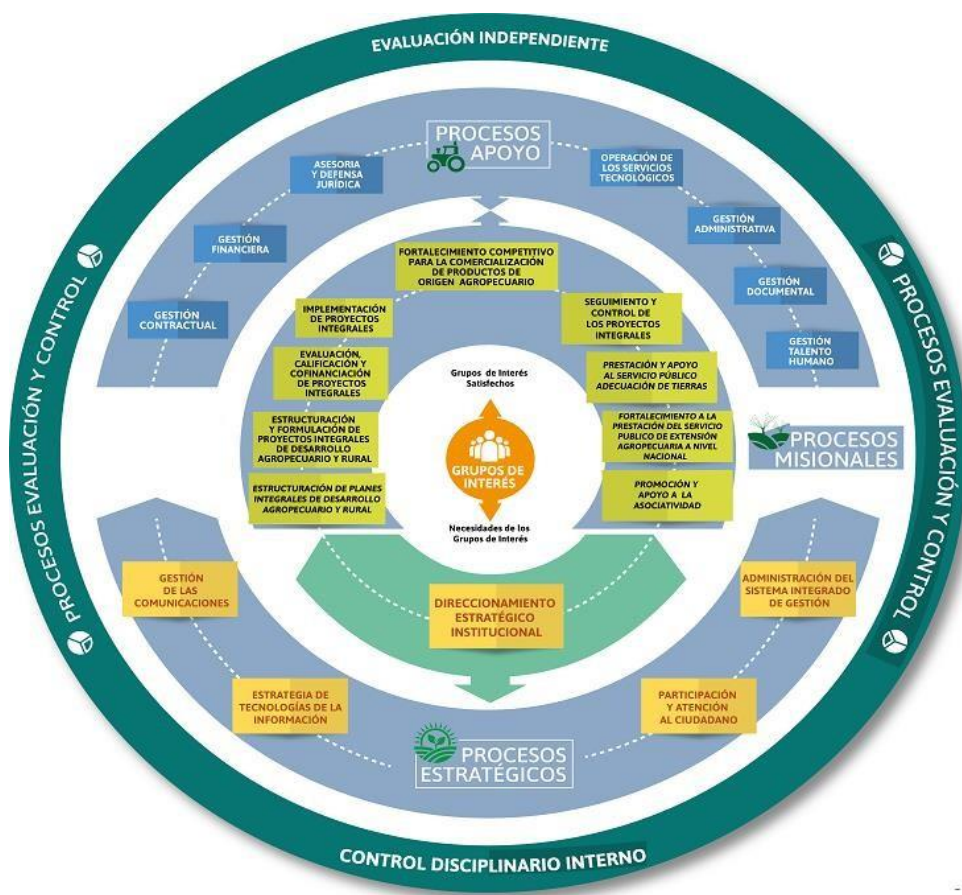 EVALUACIÓN INDEPENDIENTE
PROCESOS EVALUACIÓN Y CONTROL
PROCESOS EVALUACIÓN Y CONTROL
PROCESOS
APOYO
ASESORIA
Y DEFENSA
JURÍDICA
GESTIÓN
FINANCIERA
GESTIÓN
CONTRACTUAL
OPERACIÓN DE
LOS SERVICIOS
TECNOLÓGICOS
GESTIÓN
ADMINISTRATIVA
GESTIÓN
DOCUMENTAL
GESTIÓN
TALENTO
HUMANO
FORTALECIMIENTO COMPETITIVO
PARA LA COMERCIALIZACIÓN
DE PRODUCTOS DE
ORIGEN AGROPECUARIO
IMPLEMENTACIÓN
DE PROYECTOS
INTEGRALES
EVALUACIÓN,
CALIFICACIÓN Y
COFINANCIACIÓN
DE PROYECTOS
INTEGRALES
ESTRUCTURACIÓN
Y FORMULACIÓN DE
PROYECTOS INTEGRALES
DE DESARROLLO
AGROPECUARIO Y RURAL
ESTRUCTURACIÓN DE PLANES
INTEGRALES DE DESARROLLO
AGROPECUARIO Y RURAL
SEGUIMIENTO Y
CONTROL DE
LOS PROYECTOS
INTEGRALES
PRESTACIÓN Y APOYO
AL SERVICIO PÚBLICO
ADECUACIÓN DE TIERRAS
FORTALECIMIENTO A LA
PRESTACIÓN DEL SERVICIO
PUBLICO DE EXTENSIÓN
AGROPECUARIA A NIVEL
NACIONAL
PROMOCIÓN Y
APOYO A LA
ASOCIATIVIDAD
Grupos de Interés
Satisfechos
GRUPOS DE
INTERÉS
Necesidades de los
Grupos de Interés
PROCESOS
MISIONALES
DIRECCIONAMIENTO
ESTRATÉGICO
INSTITUCIONAL
GESTIÓN
DE LAS
COMUNICACIONES
ESTRATEGIA DE
TECNOLOGÍAS DE LA
INFORMACIÓN
ADMINISTRACIÓN DEL
SISTEMA INTEGRADO
DE GESTIÓN
PARTICIPACIÓN
Y ATENCIÓN
AL CIUDADANO
PROCESOS
ESTRATÉGICOS
CONTROL DISCIPLINARIO INTERNO